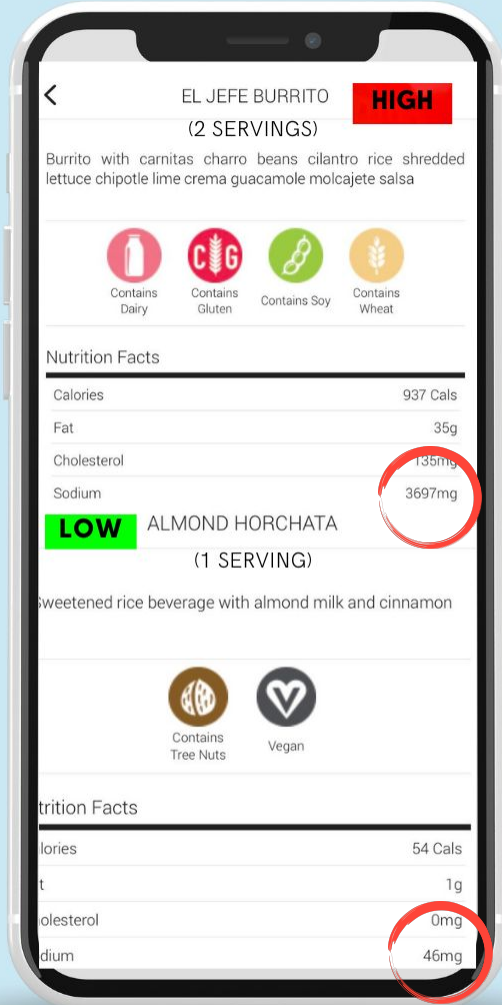 EL JEFE BURRITO HIGH
(2 SERVINGS)
Burrito with carnitas charro beans cilantro rice shredded
lettuce chipotle lime crema guacamole molcajete salsa
C G
Contains Dairy
Contains Gluten
Contains Soy
Contains Wheat
Nutrition Facts
Calories 937 Cals
Fat 35g
Cholesterol 135mg
Sodium 3697mg
LOW ALMOND HORCHATA
(1 SERVING)
weetened rice beverage with almond milk and cinnamon
Contains Tree Nuts
Vegan
trition Facts
lories 54 Cals
t 1g
olesterol 0mg
dium 46mg